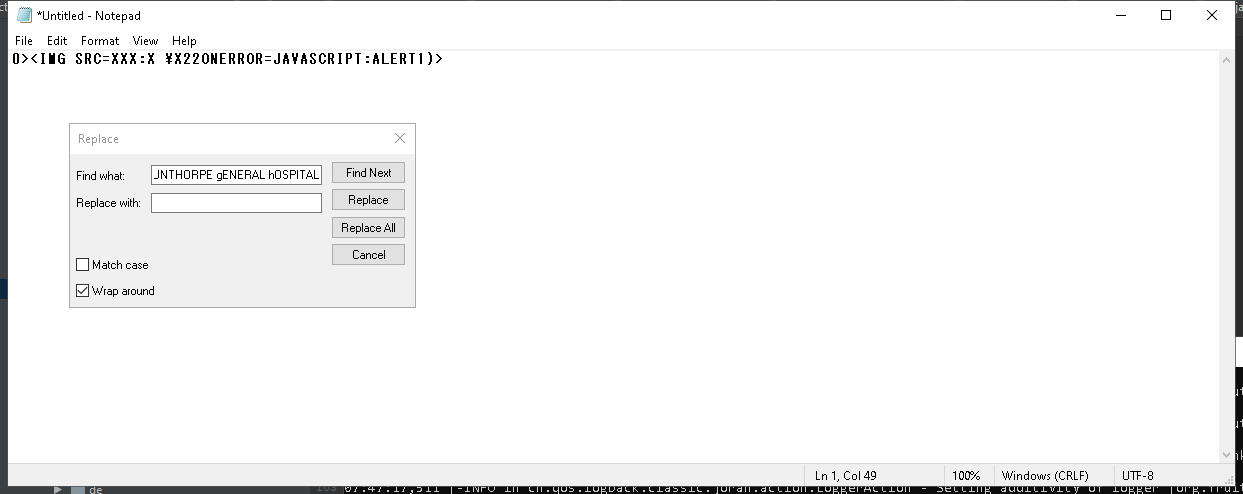 *Untitled - Notepad
File Edit Format View Help
0><IMG SRC=XXX:X ¥X22ONERROR=JAVASCRIPT:ALERT1)>
Replace
Find what: JNTHORPE gENERAL hOSPITAL Find Next
Replace with: Replace
Replace All
Cancel
Match case
Wrap around
Ln 1, Col 49 100% Windows (CRLF) UTF-8
de 07:47:17,511 |-INFO in ch.qos.logback.classic.joran.action.LoggerAction - Setting additivity of logger